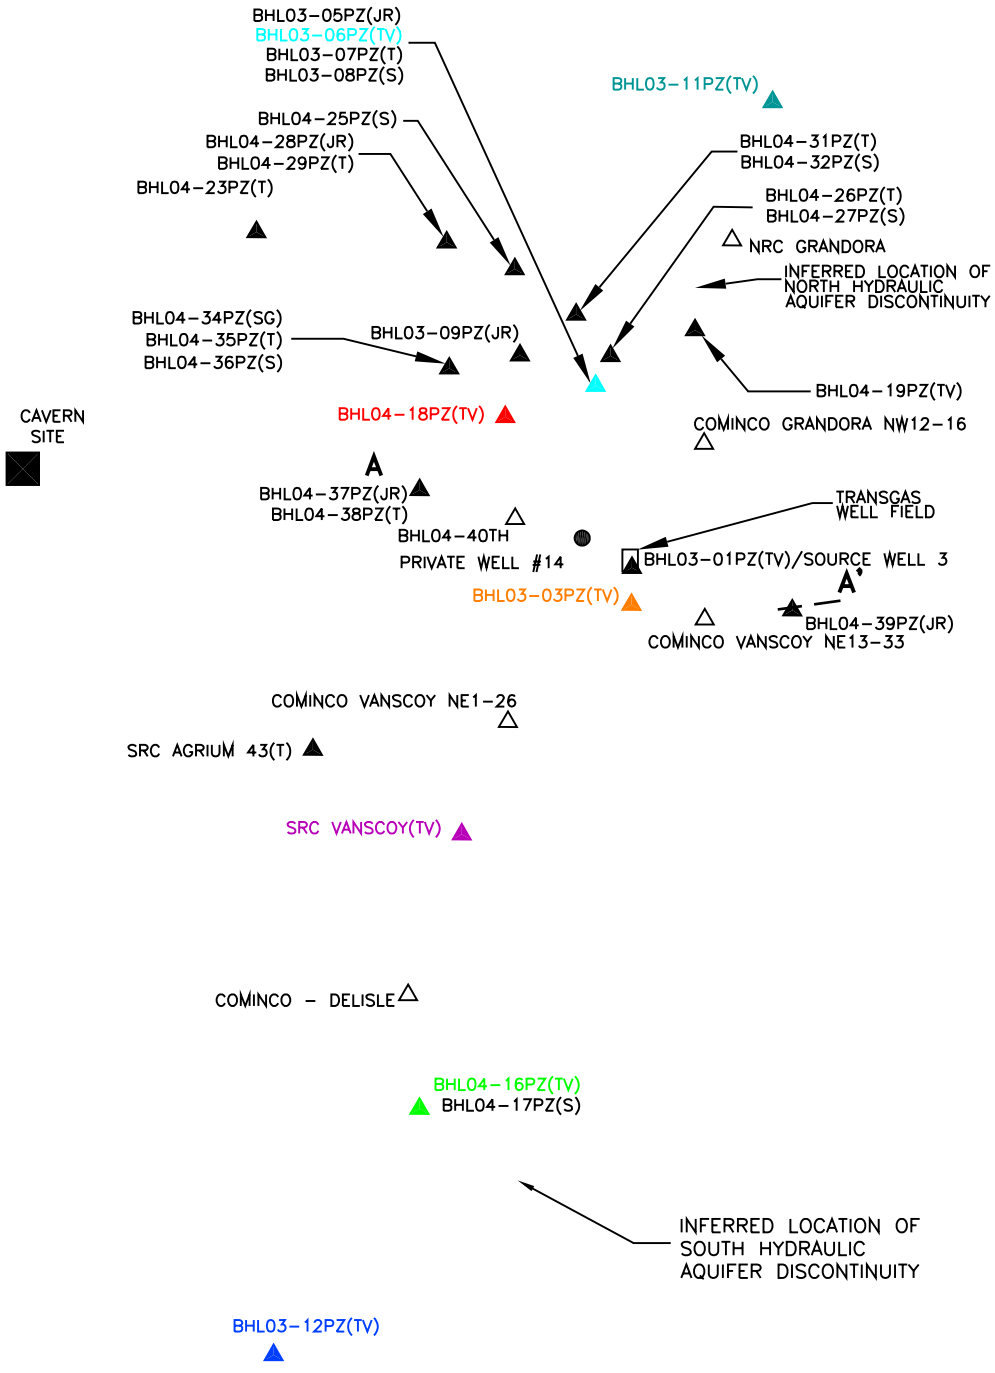 BHL03-05PZ(JR)
BHL03-06PZ(TV)
BHL03-07PZ(T)
BHL03-08PZ(S)
BHL03-11PZ(TV)
BHL04-25PZ(S)
BHL04-28PZ(JR)
BHL04-29PZ(T)
BHL04-23PZ(T)
BHL04-31PZ(T)
BHL04-32PZ(S)
BHL04-26PZ(T)
BHL04-27PZ(S)
NRC GRANDORA
INFERRED LOCATION OF
NORTH HYDRAULIC
AQUIFER DISCONTINUITY
BHL04-34PZ(SG)
BHL04-35PZ(T)
BHL04-36PZ(S)
BHL03-09PZ(JR)
BHL04-19PZ(TV)
CAVERN
SITE
BHL04-18PZ(TV)
COMINCO GRANDORA NW12-16
A
BHL04-37PZ(JR)
BHL04-38PZ(T)
BHL04-40TH
PRIVATE WELL #14
TRANSGAS
WELL FIELD
BHL03-01PZ(TV)/SOURCE WELL 3
A'
BHL03-03PZ(TV)
BHL04-39PZ(JR)
COMINCO VANSCOY NE13-33
COMINCO VANSCOY NE1-26
SRC AGRIUM 43(T)
SRC VANSCOY(TV)
COMINCO - DELISLE
BHL04-16PZ(TV)
BHL04-17PZ(S)
INFERRED LOCATION OF
SOUTH HYDRAULIC
AQUIFER DISCONTINUITY
BHL03-12PZ(TV)